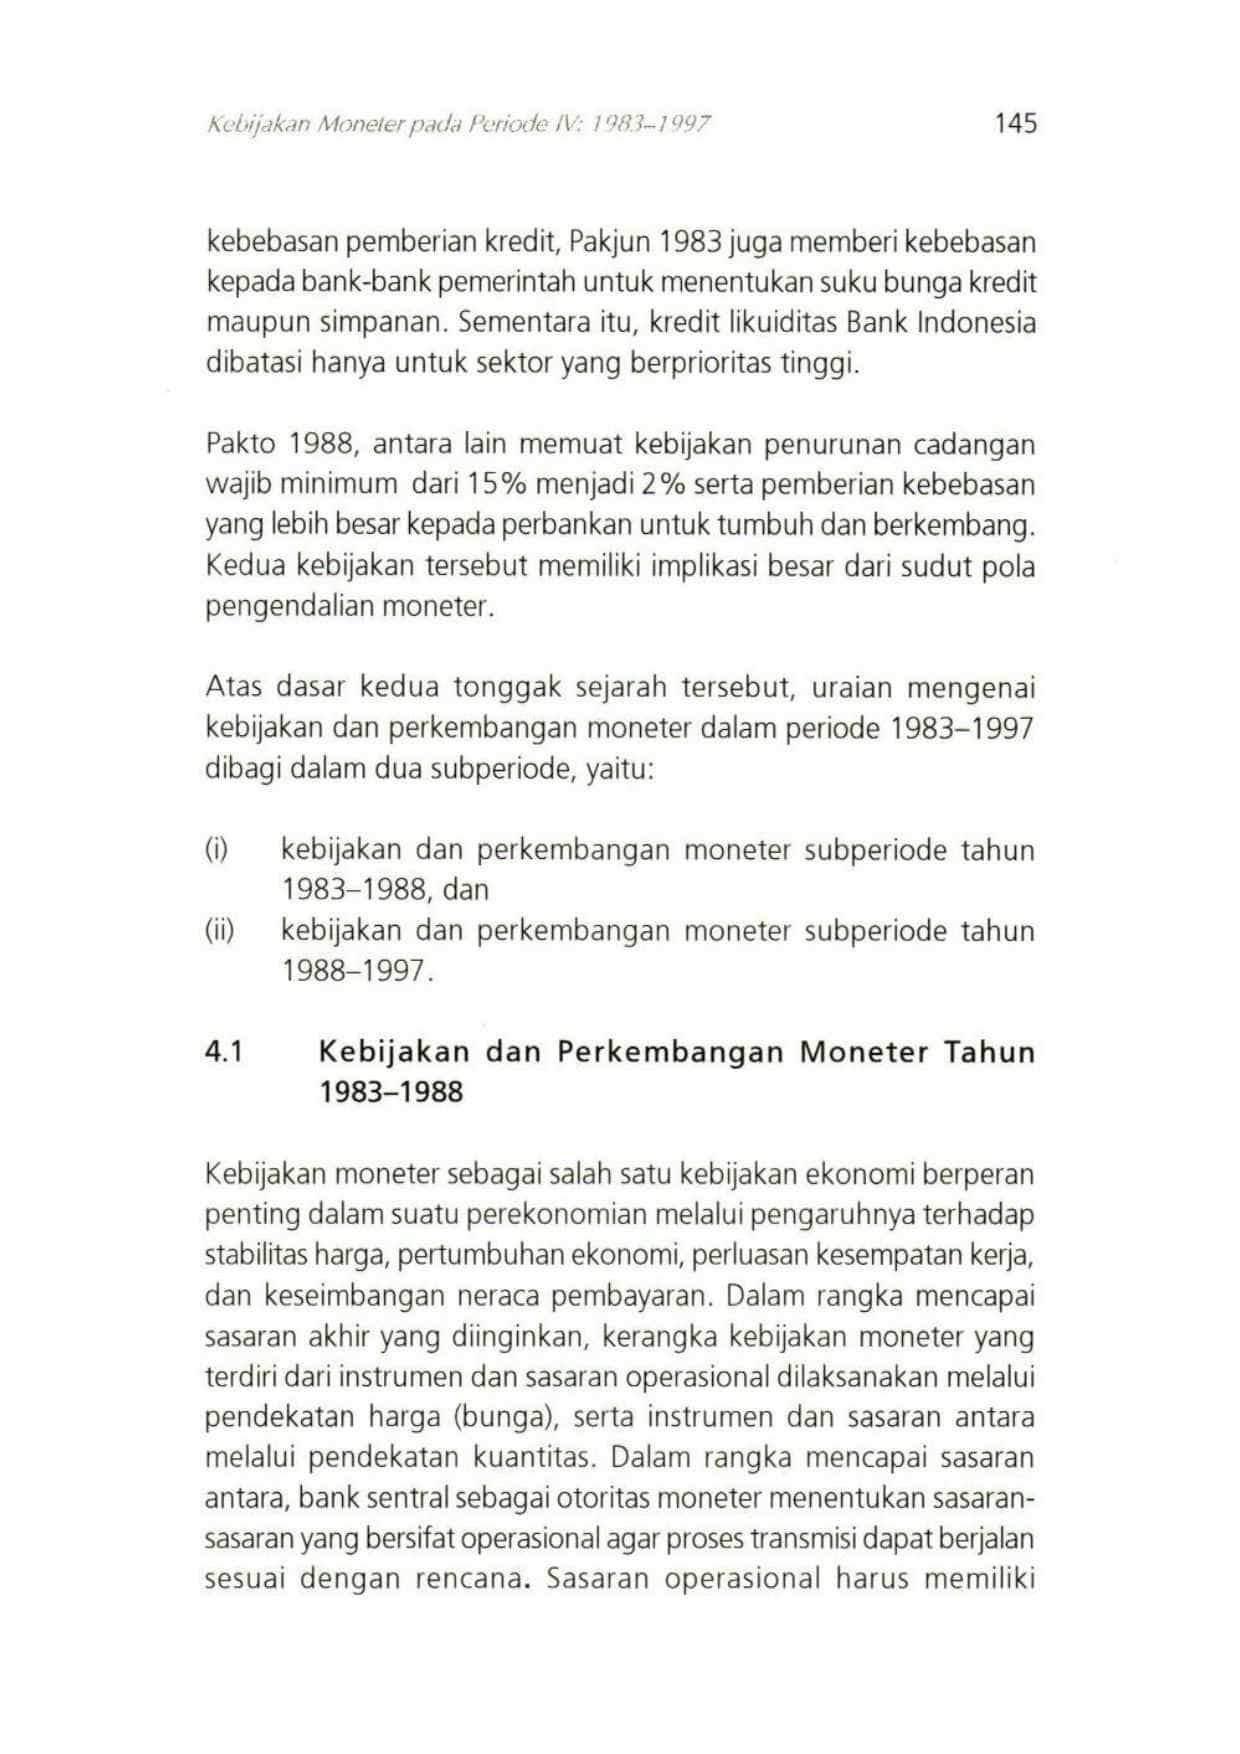 Kebijakan Moneter pada Periode IV: 1983–1997 145
kebebasan pemberian kredit, Pakjun 1983 juga memberi kebebasan
kepada bank-bank pemerintah untuk menentukan suku bunga kredit
maupun simpanan. Sementara itu, kredit likuiditas Bank Indonesia
dibatasi hanya untuk sektor yang berprioritas tinggi.
Pakto 1988, antara lain memuat kebijakan penurunan cadangan
wajib minimum dari 15% menjadi 2% serta pemberian kebebasan
yang lebih besar kepada perbankan untuk tumbuh dan berkembang.
Kedua kebijakan tersebut memiliki implikasi besar dari sudut pola
pengendalian moneter.
Atas dasar kedua tonggak sejarah tersebut, uraian mengenai
kebijakan dan perkembangan moneter dalam periode 1983–1997
dibagi dalam dua subperiode, yaitu:
(i) kebijakan dan perkembangan moneter subperiode tahun
1983–1988, dan
(ii) kebijakan dan perkembangan moneter subperiode tahun
1988–1997.
4.1 Kebijakan dan Perkembangan Moneter Tahun
1983–1988
Kebijakan moneter sebagai salah satu kebijakan ekonomi berperan
penting dalam suatu perekonomian melalui pengaruhnya terhadap
stabilitas harga, pertumbuhan ekonomi, perluasan kesempatan kerja,
dan keseimbangan neraca pembayaran. Dalam rangka mencapai
sasaran akhir yang diinginkan, kerangka kebijakan moneter yang
terdiri dari instrumen dan sasaran operasional dilaksanakan melalui
pendekatan harga (bunga), serta instrumen dan sasaran antara
melalui pendekatan kuantitas. Dalam rangka mencapai sasaran
antara, bank sentral sebagai otoritas moneter menentukan sasaran-
sasaran yang bersifat operasional agar proses transmisi dapat berjalan
sesuai dengan rencana. Sasaran operasional harus memiliki